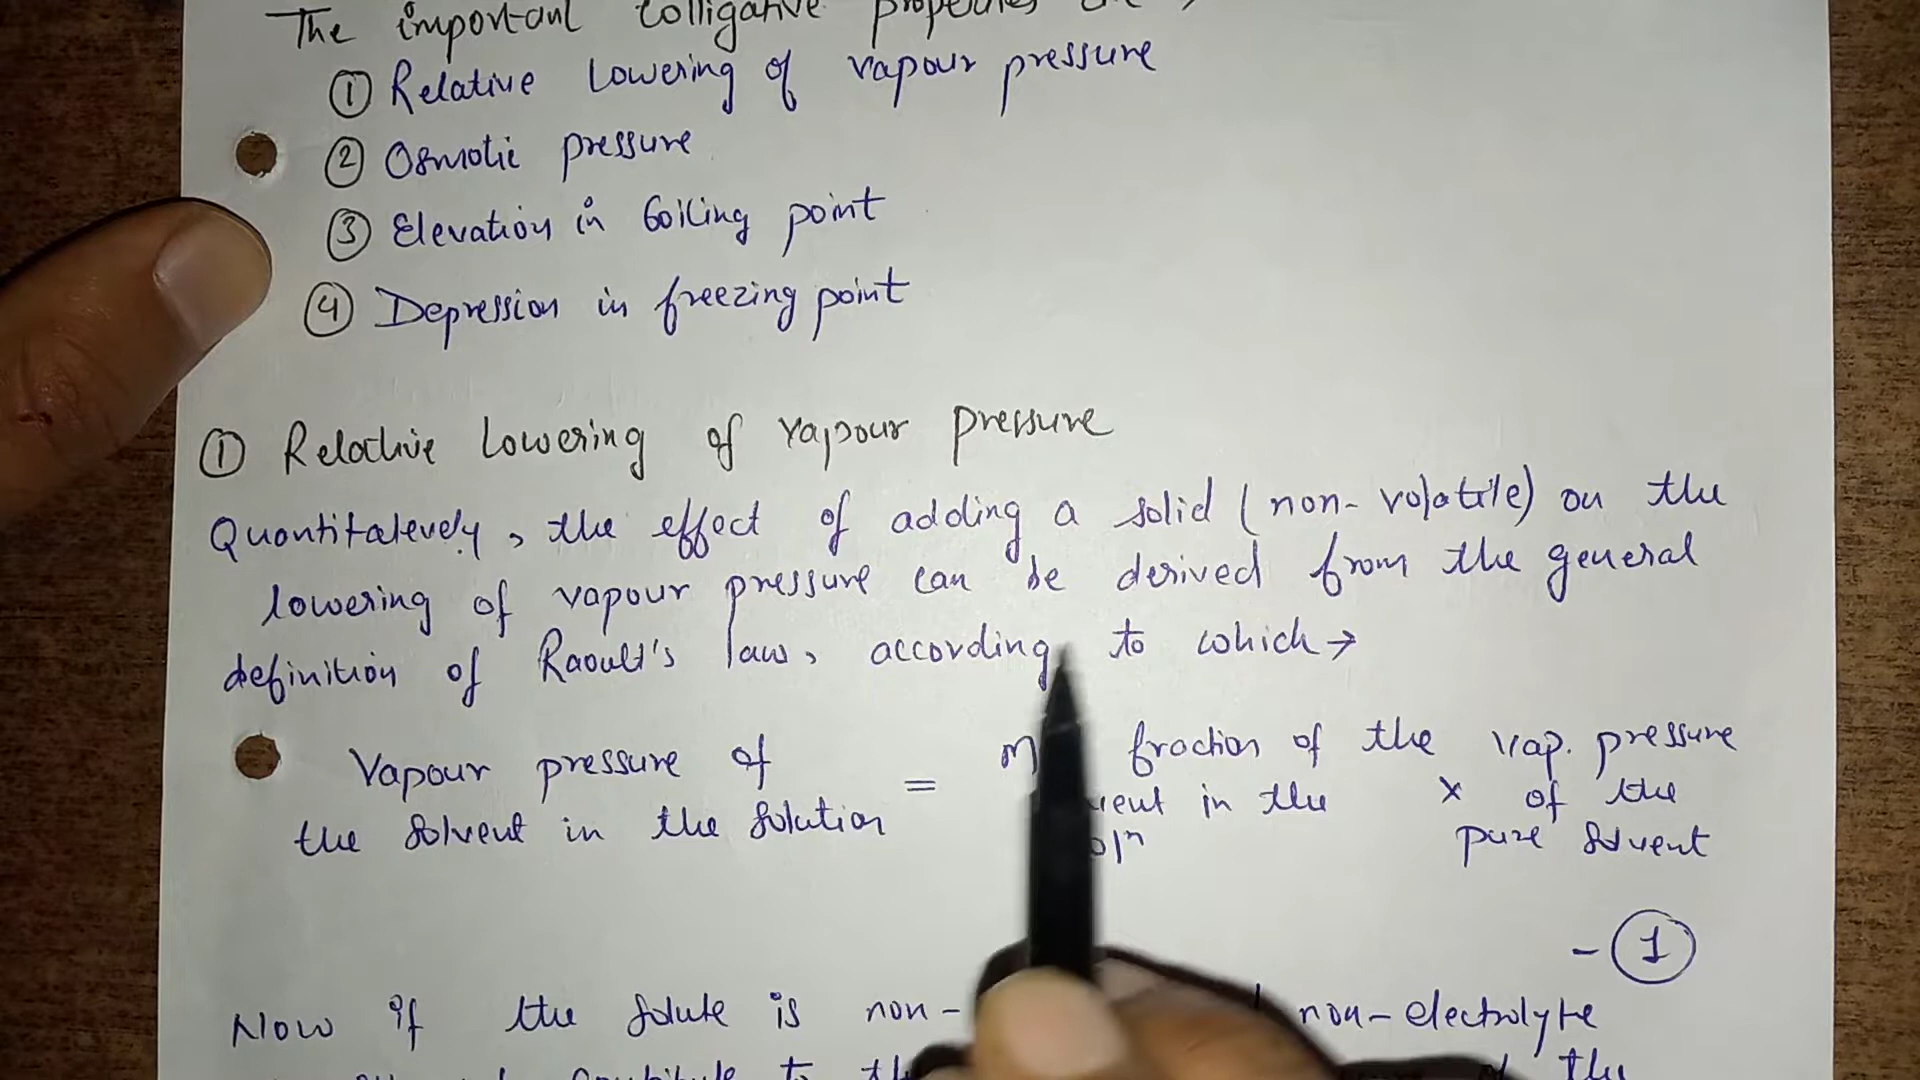 The important Colligative properties
① Relative Lowering of vapour pressure
② Osmotic pressure
③ Elevation in boiling point
④ Depression in freezing point
① Relative Lowering of Vapour pressure
Quantitatevely, the effect of adding a solid (non-volatile) on the
lowering of vapour pressure can be derived from the general
definition of Raoult's law, according to which →
Vapour pressure of = fraction of the vap. pressure
the solvent in the solution in the × of the
pure solvent
- ①
Now if the solute is non- non-electrolyte
to the